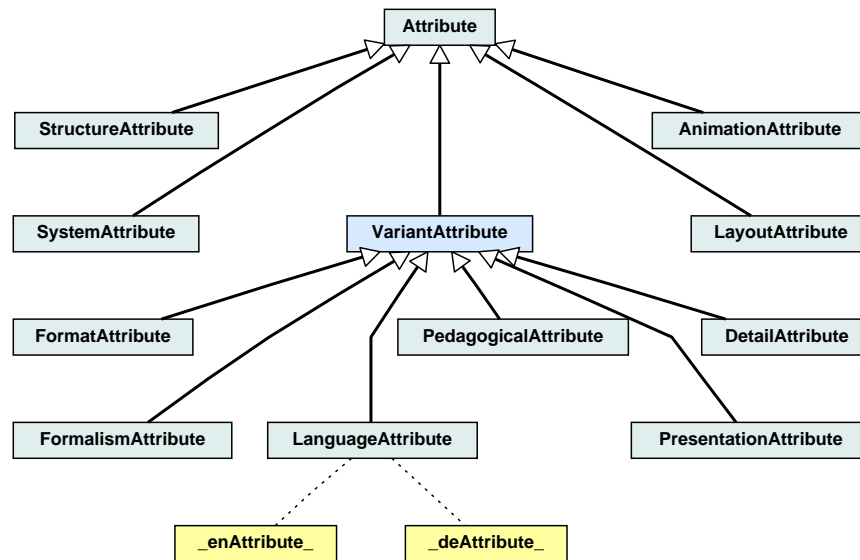 Attribute
StructureAttribute
AnimationAttribute
SystemAttribute
VariantAttribute
LayoutAttribute
FormatAttribute
PedagogicalAttribute
DetailAttribute
FormalismAttribute
LanguageAttribute
PresentationAttribute
_enAttribute_
_deAttribute_